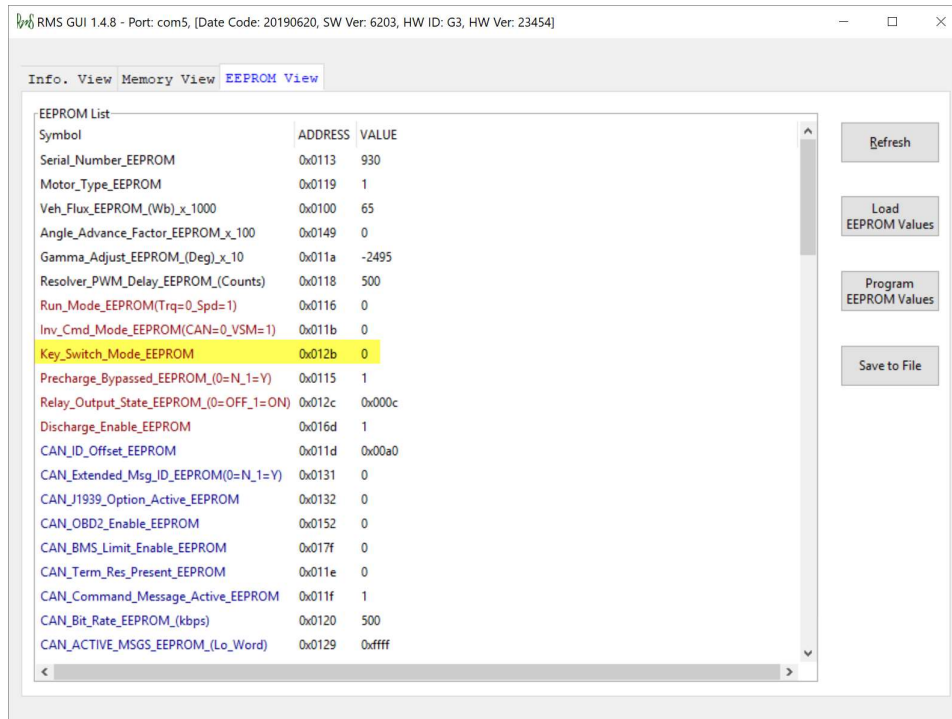 RMS RMS GUI 1.4.8 - Port: com5, [Date Code: 20190620, SW Ver: 6203, HW ID: G3, HW Ver: 23454]
Info. View Memory View EEPROM View
EEPROM List
Symbol ADDRESS VALUE
Serial_Number_EEPROM 0x0113 930
Motor_Type_EEPROM 0x0119 1
Veh_Flux_EEPROM_(Wb)_x_1000 0x0100 65
Angle_Advance_Factor_EEPROM_x_100 0x0149 0
Gamma_Adjust_EEPROM_(Deg)_x_10 0x011a -2495
Resolver_PWM_Delay_EEPROM_(Counts) 0x0118 500
Run_Mode_EEPROM(Trq=0_Spd=1) 0x0116 0
Inv_Cmd_Mode_EEPROM(CAN=0_VSM=1) 0x011b 0
Key_Switch_Mode_EEPROM 0x012b 0
Precharge_Bypassed_EEPROM_(0=N_1=Y) 0x0115 1
Relay_Output_State_EEPROM_(0=OFF_1=ON) 0x012c 0x000c
Discharge_Enable_EEPROM 0x016d 1
CAN_ID_Offset_EEPROM 0x011d 0x00a0
CAN_Extended_Msg_ID_EEPROM(0=N_1=Y) 0x0131 0
CAN_J1939_Option_Active_EEPROM 0x0132 0
CAN_OBD2_Enable_EEPROM 0x0152 0
CAN_BMS_Limit_Enable_EEPROM 0x017f 0
CAN_Term_Res_Present_EEPROM 0x011e 0
CAN_Command_Message_Active_EEPROM 0x011f 1
CAN_Bit_Rate_EEPROM_(kbps) 0x0120 500
CAN_ACTIVE_MSGS_EEPROM_(Lo_Word) 0x0129 0xffff
Refresh
Load
EEPROM Values
Program
EEPROM Values
Save to File